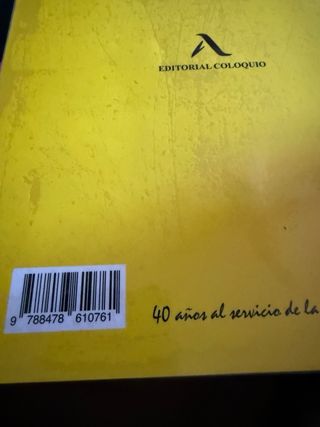 EDITORIAL COLOQUIO
9 788478 610761
40 años al servicio de la